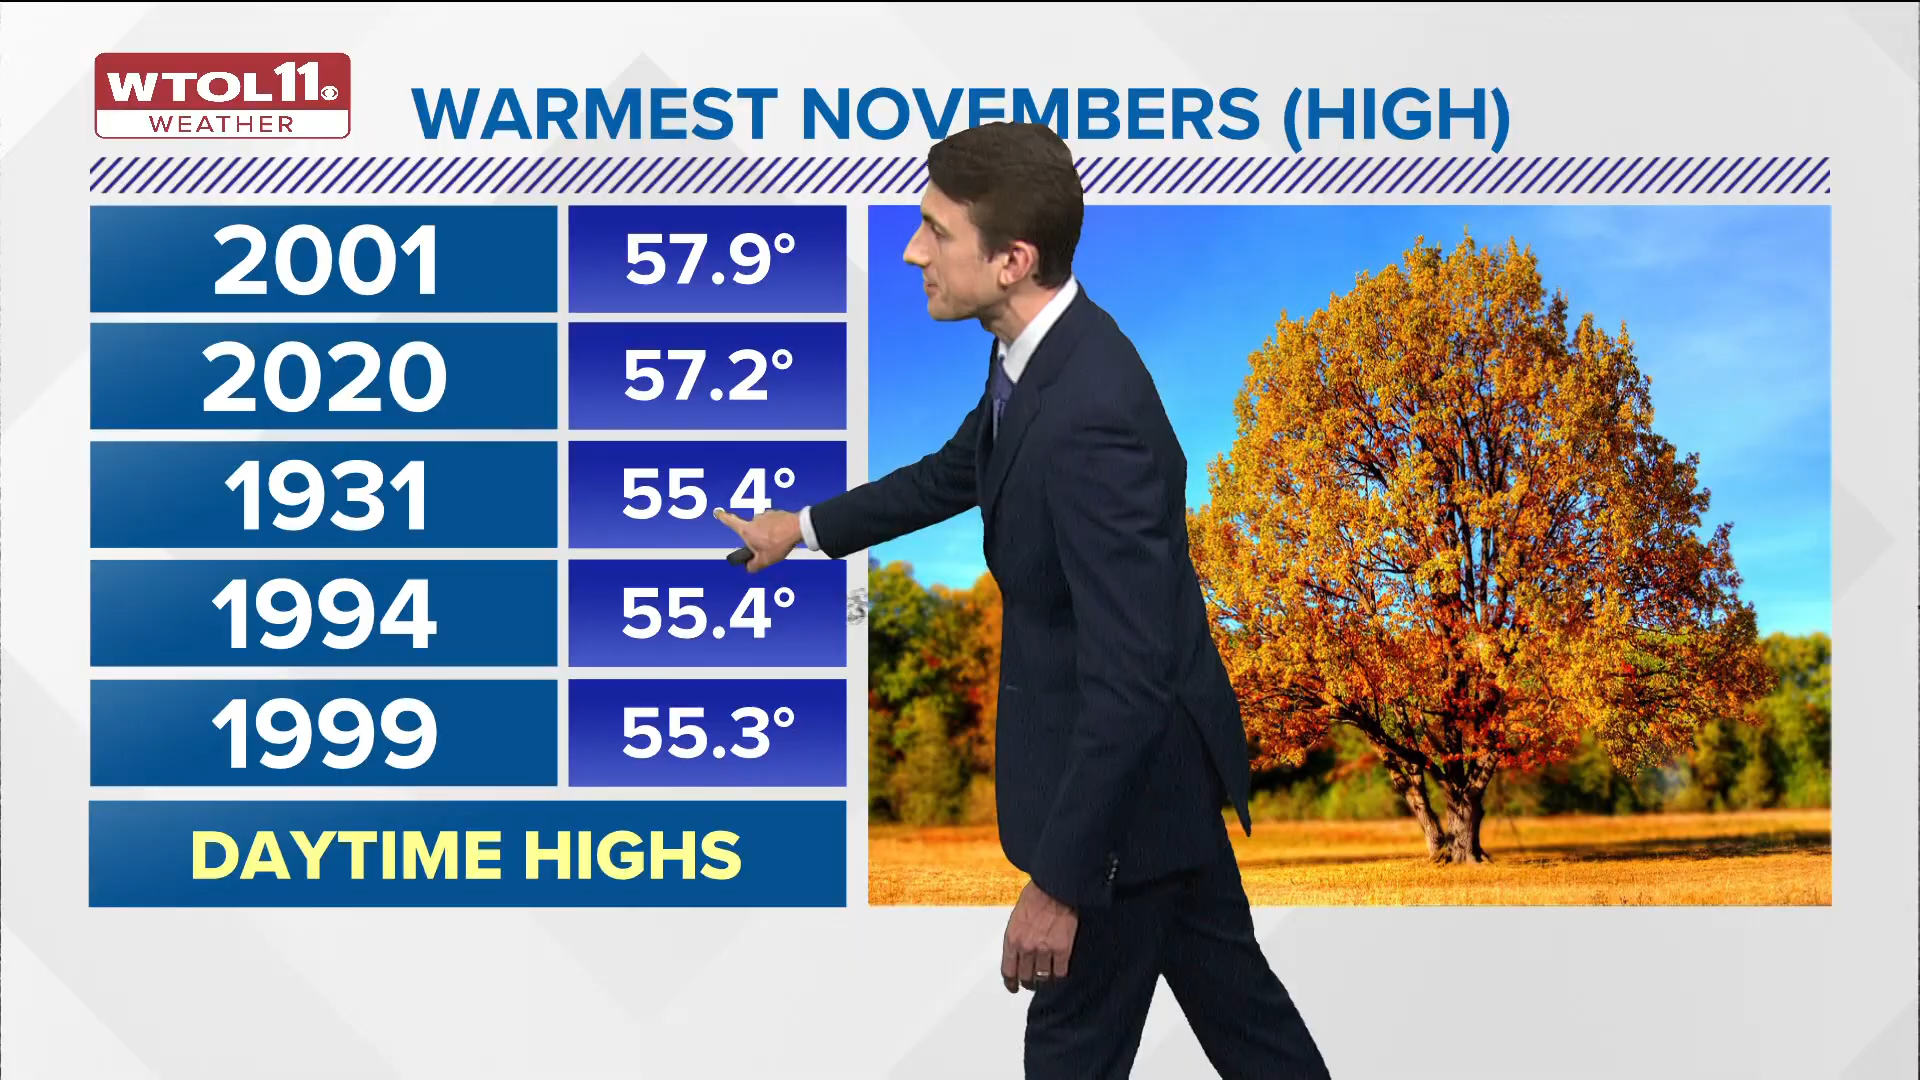 WTOL11
WEATHER
WARMEST NOVEMBERS (HIGH)
2001 57.9°
2020 57.2°
1931 55.4°
1994 55.4°
1999 55.3°
DAYTIME HIGHS